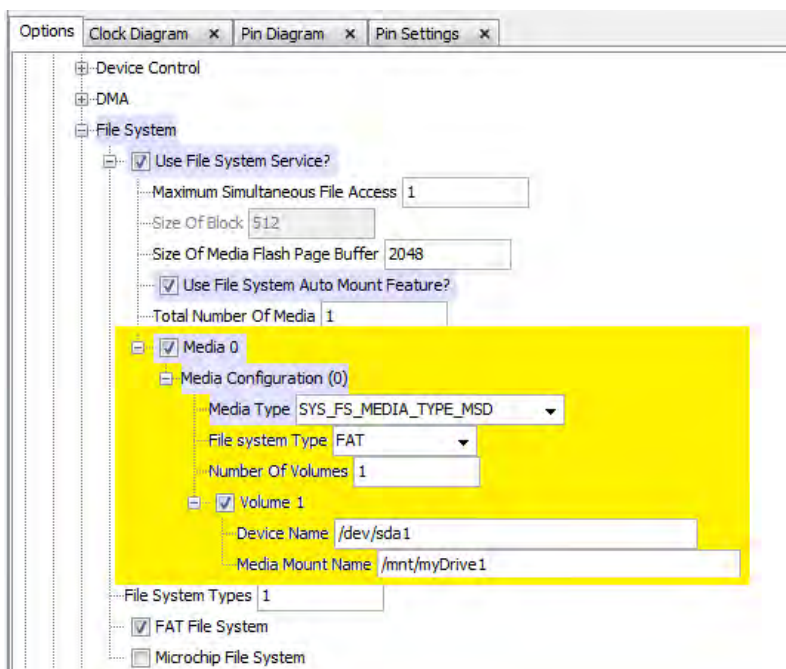 Options Clock Diagram × Pin Diagram × Pin Settings ×
Device Control
DMA
File System
Use File System Service?
Maximum Simultaneous File Access 1
Size Of Block 512
Size Of Media Flash Page Buffer 2048
Use File System Auto Mount Feature?
Total Number Of Media 1
Media 0
Media Configuration (0)
Media Type SYS_FS_MEDIA_TYPE_MSD
File system Type FAT
Number Of Volumes 1
Volume 1
Device Name /dev/sda1
Media Mount Name /mnt/myDrive1
File System Types 1
FAT File System
Microchip File System